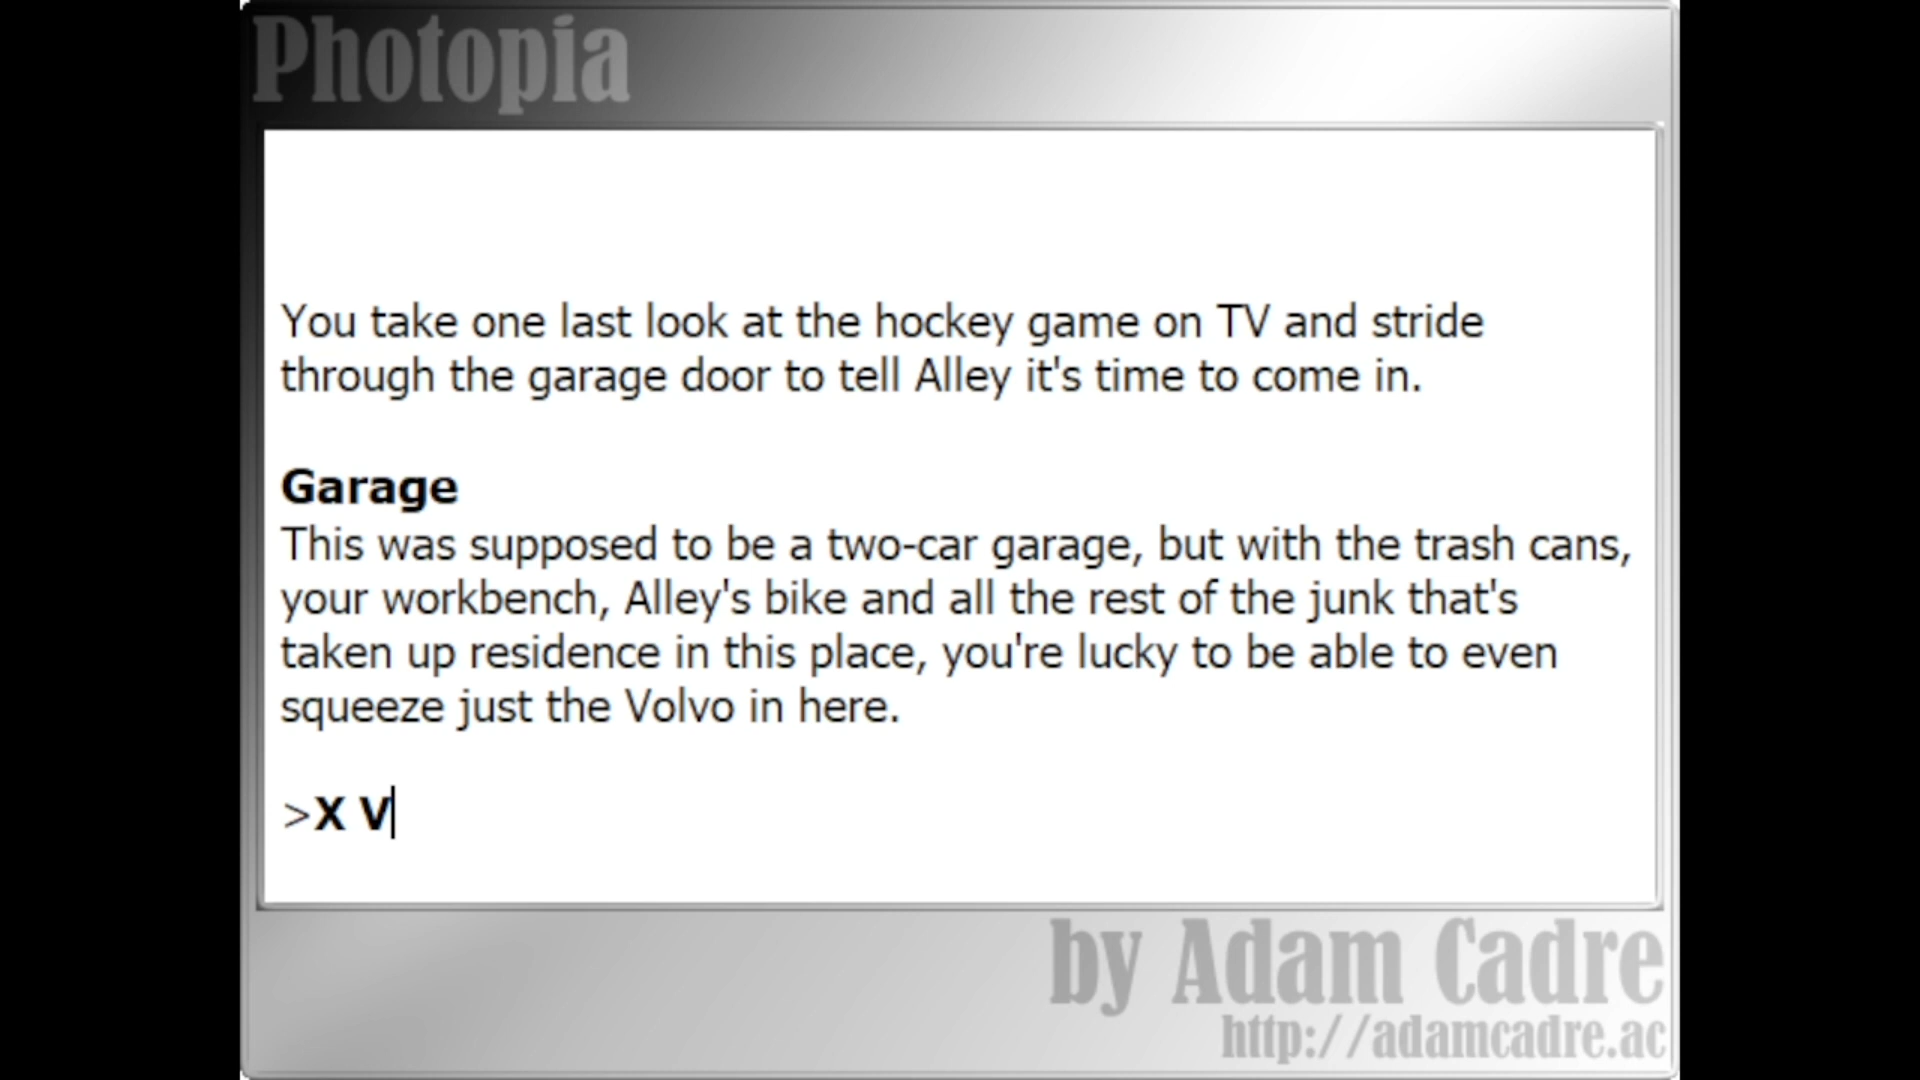 Photopia
You take one last look at the hockey game on TV and stride
through the garage door to tell Alley it's time to come in.
Garage
This was supposed to be a two-car garage, but with the trash cans,
your workbench, Alley's bike and all the rest of the junk that's
taken up residence in this place, you're lucky to be able to even
squeeze just the Volvo in here.
>X V
by Adam Cadre
http://adamcadre.ac